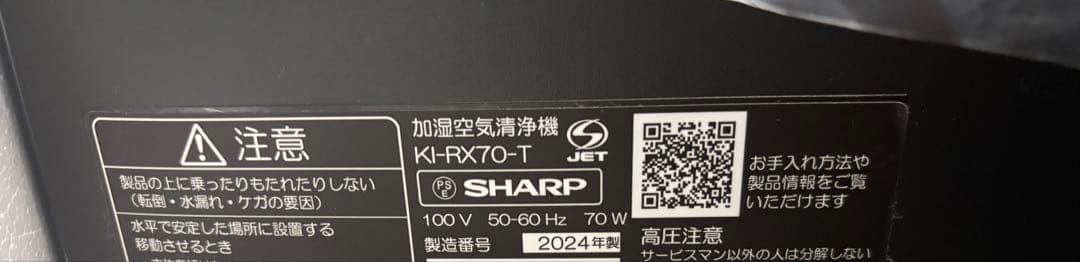 注意
製品の上に乗ったりもたれたりしない
(転倒・水漏れ・ケガの要因)
水平で安定した場所に設置する
移動させるとき
加湿空気清浄機
KI-RX70-T
JET
PS
E
SHARP
100 V 50-60 Hz 70 W
製造番号 2024年製
お手入れ方法や
製品情報をご覧
いただけます
高圧注意
サービスマン以外の人は分解しない